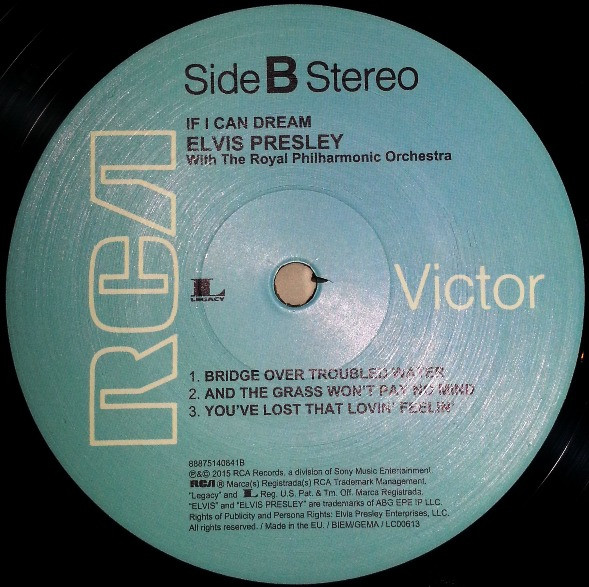 Side B Stereo
IF I CAN DREAM
ELVIS PRESLEY
With The Royal Philharmonic Orchestra
RCA
L
LEGACY
Victor
1. BRIDGE OVER TROUBLED WATER
2. AND THE GRASS WON'T PAY NO MIND
3. YOU'VE LOST THAT LOVIN' FEELIN'
88875140841B
℗&© 2015 RCA Records, a division of Sony Music Entertainment.
RCA ® Marca(s) Registrada(s) RCA Trademark Management.
"Legacy" and L Reg. U.S. Pat. & Tm. Off. Marca Registrada.
"ELVIS" and "ELVIS PRESLEY" are trademarks of ABG EPE IP LLC.
Rights of Publicity and Persona Rights: Elvis Presley Enterprises, LLC.
All rights reserved. / Made in the EU. / BIEM/GEMA / LC00613